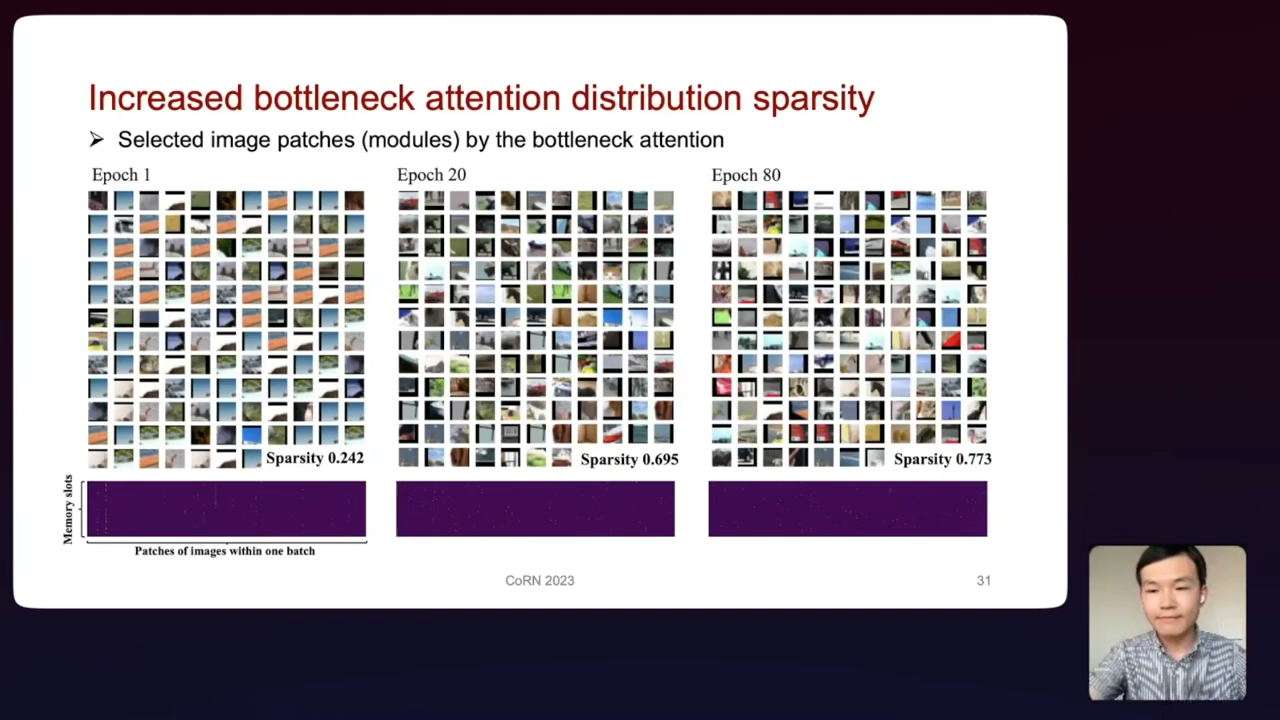 Increased bottleneck attention distribution sparsity
➢ Selected image patches (modules) by the bottleneck attention
Epoch 1
Epoch 20
Epoch 80
Sparsity 0.242
Sparsity 0.695
Sparsity 0.773
Memory slots
Patches of images within one batch
CoRN 2023
31